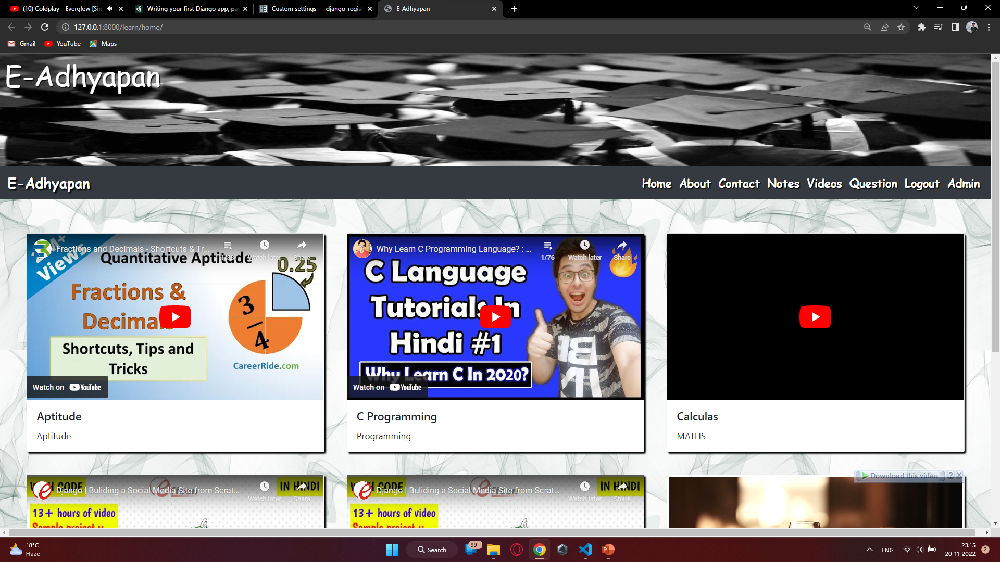 (10) Coldplay - Everglow [Sin
Writing your first Django app, pa
Custom settings — django-regist
E-Adhyapan
127.0.0.1:8000/learn/home/
Gmail
YouTube
Maps
E-Adhyapan
E-Adhyapan
Home
About
Contact
Notes
Videos
Question
Logout
Admin
Fractions and Decimals - Shortcuts & Tr...
Watch later
Share
Views
Quantitative Aptitude
0.25
Fractions &
3/4
Shortcuts, Tips and
Tricks
CareerRide.com
Watch on YouTube
Aptitude
Aptitude
Why Learn C Programming Language? : ...
1/76
Watch later
Share
C Language
Tutorials In
Hindi #1
Why Learn C In 2020?
Watch on YouTube
C Programming
Programming
Calculas
MATHS
Django | Buliding a Social Media Site from Scrat...
Watch later
Share
IN HINDI
13+ hours of video
Sample project ::
Django | Buliding a Social Media Site from Scrat...
Watch later
Share
IN HINDI
13+ hours of video
Sample project ::
Download this video
?
X
18°C
Haze
Search
99+
ENG
23:15
20-11-2022
2